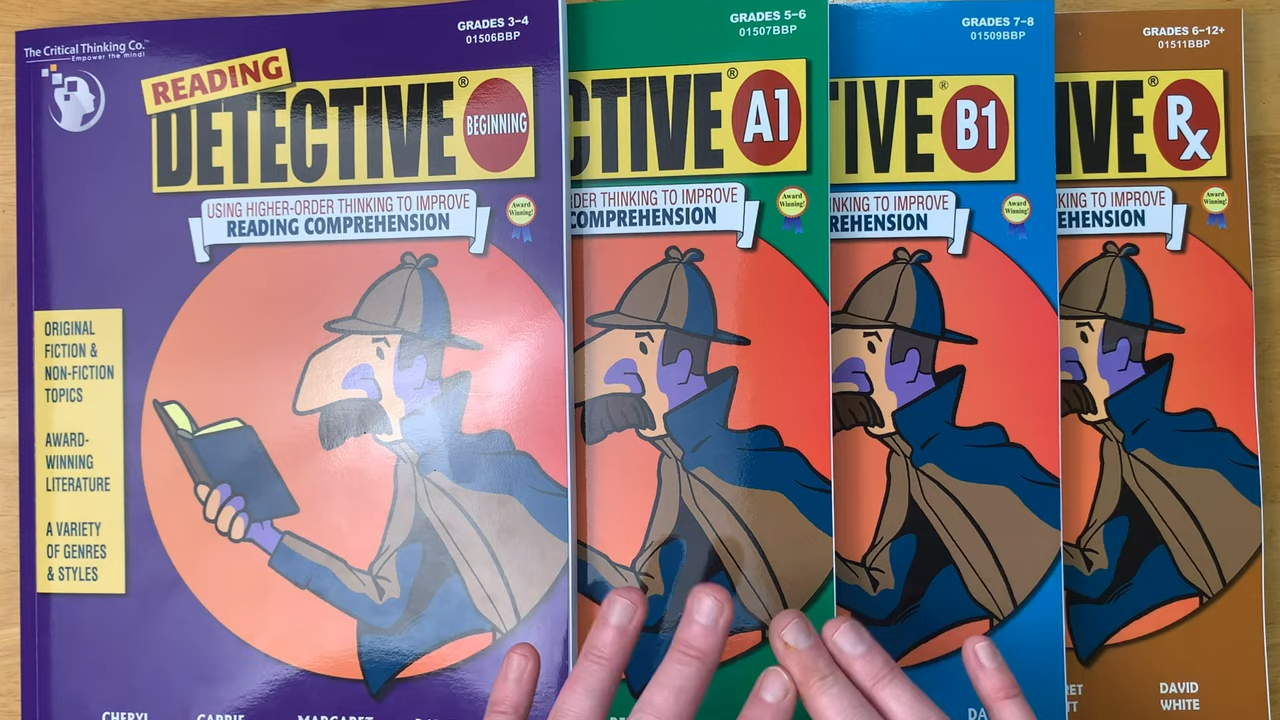 The Critical Thinking Co.™
Empower the mind!
GRADES 3–4
01506BBP
READING
DETECTIVE®
BEGINNING
USING HIGHER-ORDER THINKING TO IMPROVE
READING COMPREHENSION
Award
Winning!
ORIGINAL
FICTION &
NON-FICTION
TOPICS
AWARD-
WINNING
LITERATURE
A VARIETY
OF GENRES
& STYLES
CHERYL
CARRIE
MARGARET
GRADES 5–6
01507BBP
CTIVE®
A1
RDER THINKING TO IMPROVE
COMPREHENSION
Award
Winning!
GRADES 7–8
01509BBP
TIVE®
B1
NKING TO IMPROVE
REHENSION
Award
Winning!
DA
GRADES 6–12+
01511BBP
IVE®
Rx
KING TO IMPROVE
EHENSION
Award
Winning!
RET
TT
DAVID
WHITE